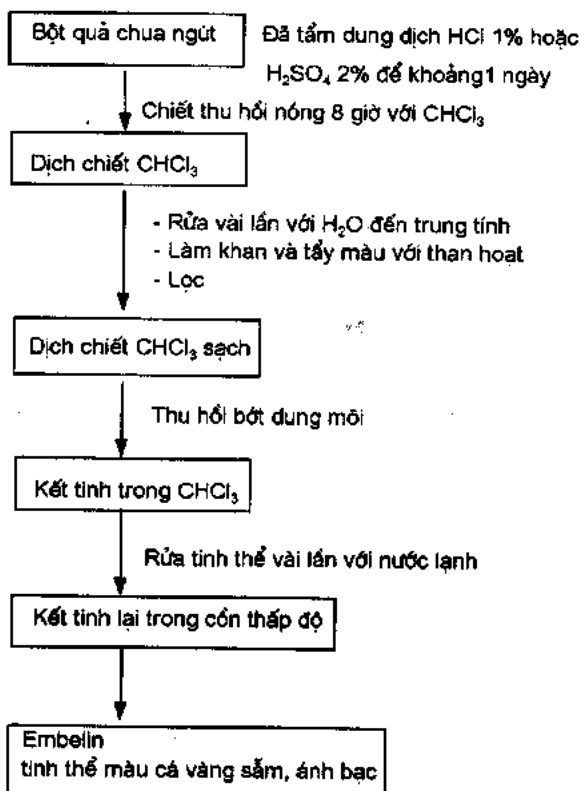 Bột quả chua ngút
Đã tẩm dung dịch HCl 1% hoặc
H₂SO₄ 2% để khoảng1 ngày
Chiết thu hồi nóng 8 giờ với CHCl₃
Dịch chiết CHCl₃
- Rửa vài lần với H₂O đến trung tính
- Làm khan và tẩy màu với than hoạt
- Lọc
Dịch chiết CHCl₃ sạch
Thu hồi bớt dung môi
Kết tinh trong CHCl₃
Rửa tinh thể vài lần với nước lạnh
Kết tinh lại trong cồn thấp độ
Embelin
tinh thể màu cá vàng sẫm, ánh bạc